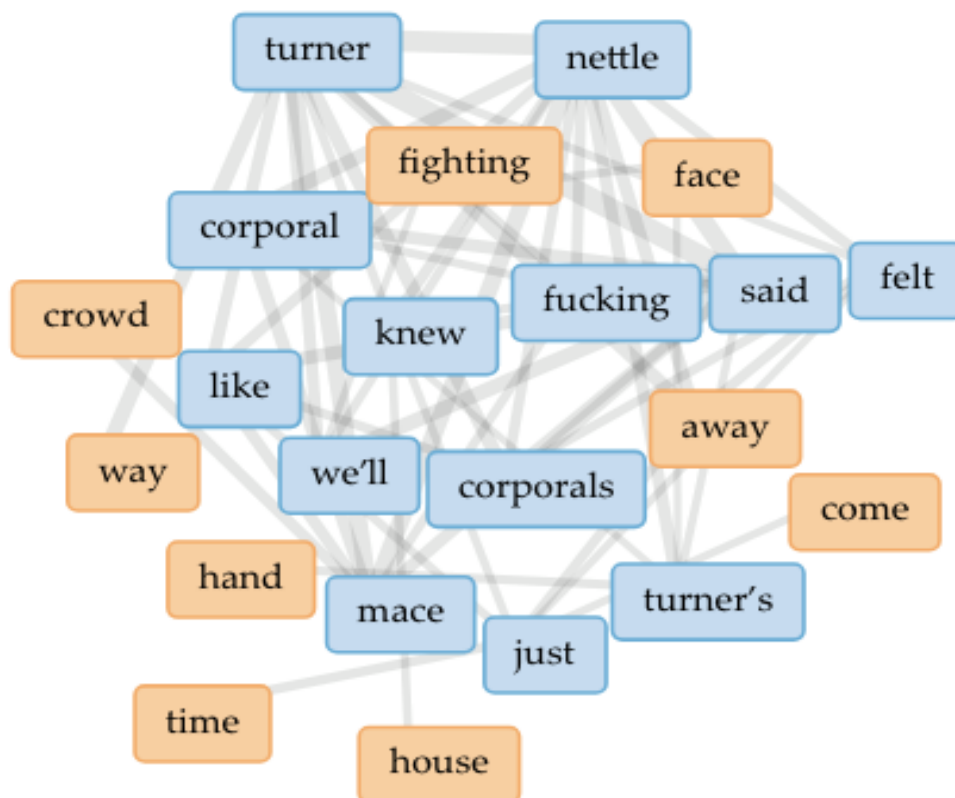 turner
nettle
fighting
face
corporal
fucking
said
felt
crowd
knew
like
away
way
we'll
corporals
come
hand
mace
turner's
just
time
house